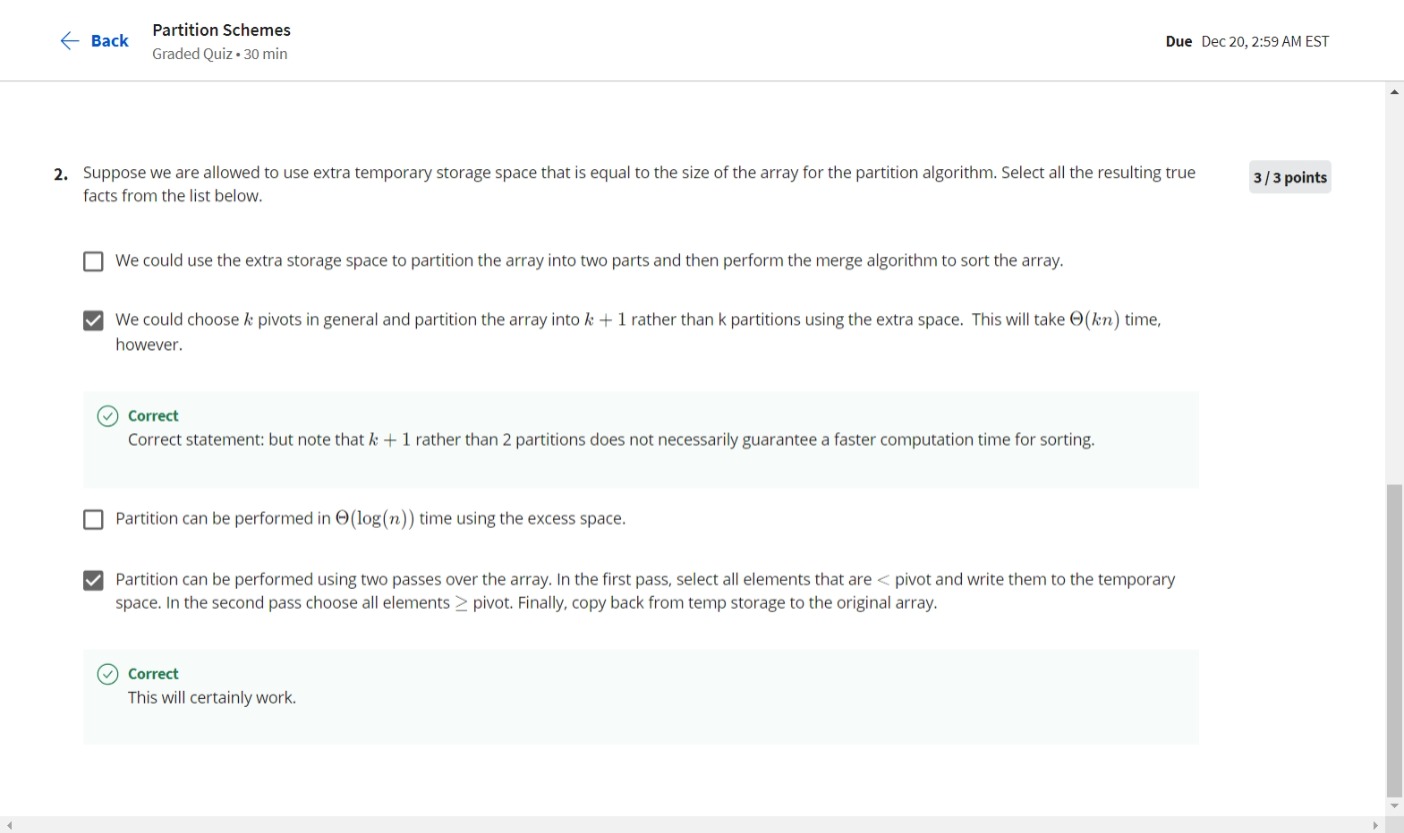 Back
Partition Schemes
Graded Quiz • 30 min
Due Dec 20, 2:59 AM EST
2. Suppose we are allowed to use extra temporary storage space that is equal to the size of the array for the partition algorithm. Select all the resulting true
facts from the list below.
3 / 3 points
We could use the extra storage space to partition the array into two parts and then perform the merge algorithm to sort the array.
We could choose k pivots in general and partition the array into k + 1 rather than k partitions using the extra space. This will take Θ(kn) time,
however.
Correct
Correct statement: but note that k + 1 rather than 2 partitions does not necessarily guarantee a faster computation time for sorting.
Partition can be performed in Θ(log(n)) time using the excess space.
Partition can be performed using two passes over the array. In the first pass, select all elements that are < pivot and write them to the temporary
space. In the second pass choose all elements ≥ pivot. Finally, copy back from temp storage to the original array.
Correct
This will certainly work.